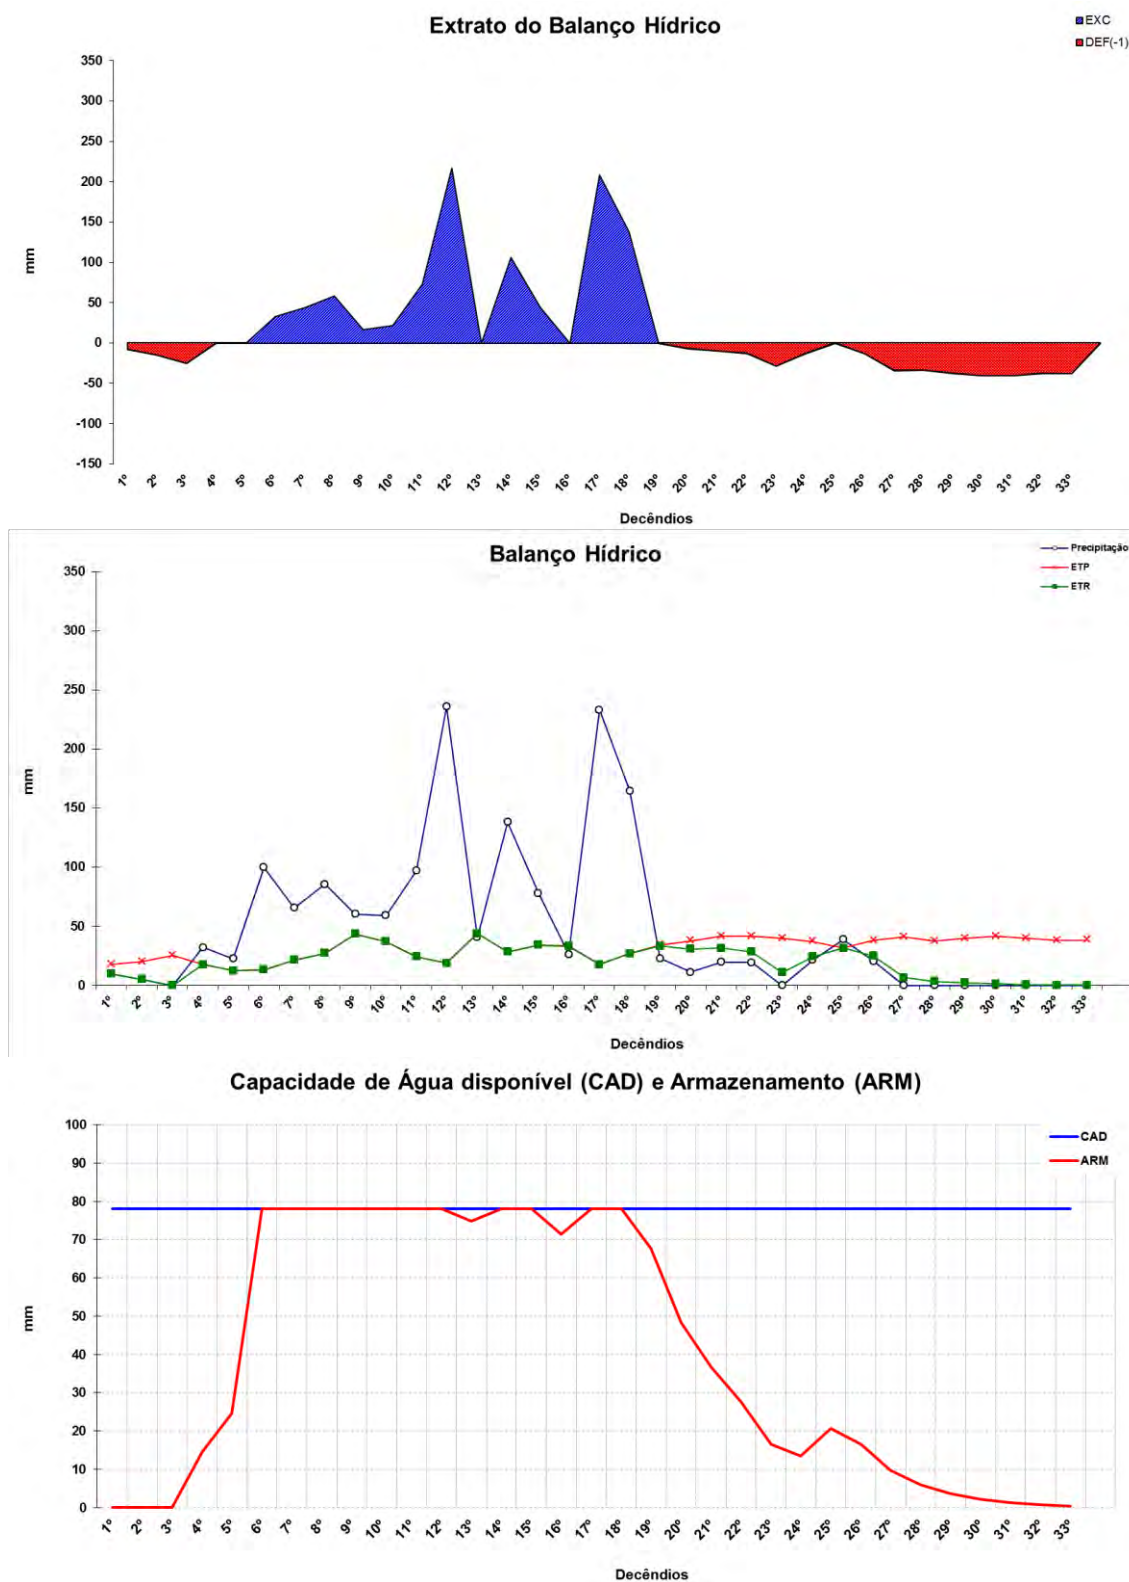 Extrato do Balanço Hídrico
EXC
DEF(-1)
350
300
250
200
150
100
50
0
-50
-100
-150
mm
1º 2º 3º 4º 5º 6º 7º 8º 9º 10º 11º 12º 13º 14º 15º 16º 17º 18º 19º 20º 21º 22º 23º 24º 25º 26º 27º 28º 29º 30º 31º 32º 33º
Decêndios
Balanço Hídrico
Precipitação
ETP
ETR
350
300
250
200
150
100
50
0
mm
1º 2º 3º 4º 5º 6º 7º 8º 9º 10º 11º 12º 13º 14º 15º 16º 17º 18º 19º 20º 21º 22º 23º 24º 25º 26º 27º 28º 29º 30º 31º 32º 33º
Decêndios
Capacidade de Água disponível (CAD) e Armazenamento (ARM)
CAD
ARM
100
90
80
70
60
50
40
30
20
10
0
mm
1º 2º 3º 4º 5º 6º 7º 8º 9º 10º 11º 12º 13º 14º 15º 16º 17º 18º 19º 20º 21º 22º 23º 24º 25º 26º 27º 28º 29º 30º 31º 32º 33º
Decêndios